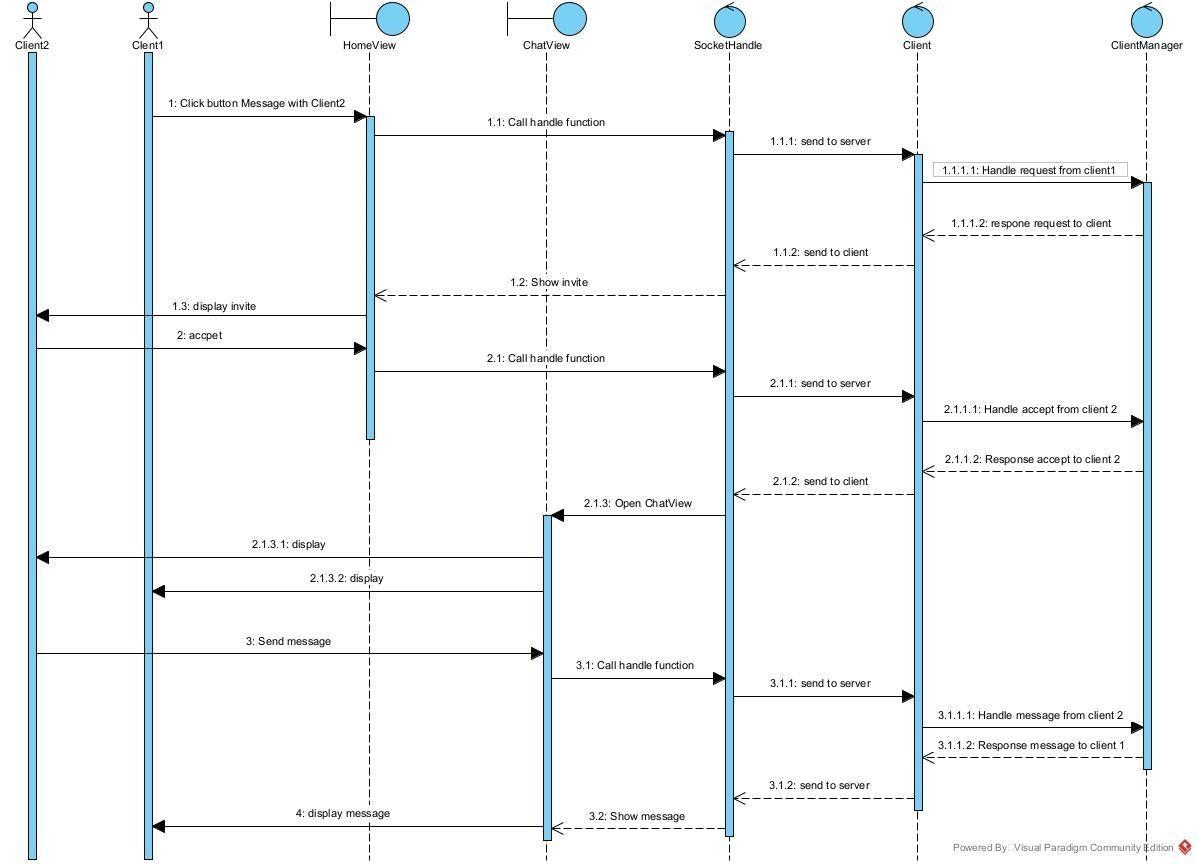 Client2
Clent1
HomeView
ChatView
SocketHandle
Client
ClientManager
1: Click button Message with Client2
1.1: Call handle function
1.1.1: send to server
1.1.1.1: Handle request from client1
1.1.1.2: respone request to client
1.1.2: send to client
1.2: Show invite
1.3: display invite
2: accpet
2.1: Call handle function
2.1.1: send to server
2.1.1.1: Handle accept from client 2
2.1.1.2: Response accept to client 2
2.1.2: send to client
2.1.3: Open ChatView
2.1.3.1: display
2.1.3.2: display
3: Send message
3.1: Call handle function
3.1.1: send to server
3.1.1.1: Handle message from client 2
3.1.1.2: Response message to client 1
3.1.2: send to server
3.2: Show message
4: display message
Powered By Visual Paradigm Community Edition